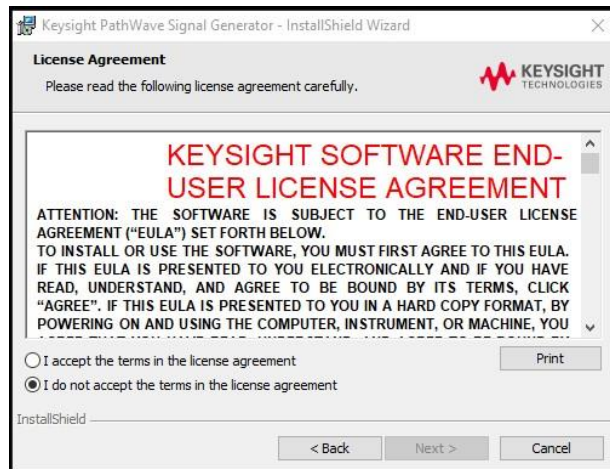 Keysight PathWave Signal Generator - InstallShield Wizard
License Agreement
Please read the following license agreement carefully.
KEYSIGHT
TECHNOLOGIES
KEYSIGHT SOFTWARE END-
USER LICENSE AGREEMENT
ATTENTION: THE SOFTWARE IS SUBJECT TO THE END-USER LICENSE
AGREEMENT (“EULA”) SET FORTH BELOW.
TO INSTALL OR USE THE SOFTWARE, YOU MUST FIRST AGREE TO THIS EULA.
IF THIS EULA IS PRESENTED TO YOU ELECTRONICALLY AND IF YOU HAVE
READ, UNDERSTAND, AND AGREE TO BE BOUND BY ITS TERMS, CLICK
“AGREE”. IF THIS EULA IS PRESENTED TO YOU IN A HARD COPY FORMAT, BY
POWERING ON AND USING THE COMPUTER, INSTRUMENT, OR MACHINE, YOU
I accept the terms in the license agreement
Print
I do not accept the terms in the license agreement
InstallShield
< Back
Next >
Cancel